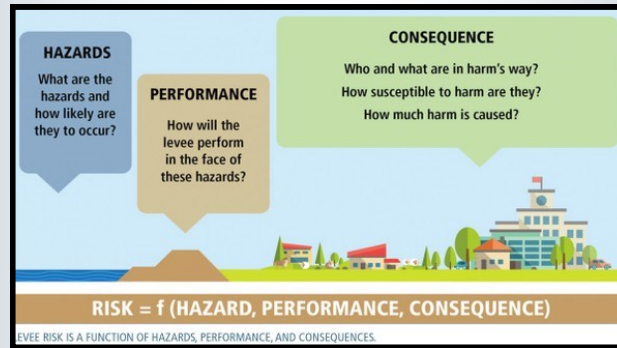 HAZARDS
What are the
hazards and
how likely are
they to occur?
PERFORMANCE
How will the
levee perform
in the face of
these hazards?
CONSEQUENCE
Who and what are in harm's way?
How susceptible to harm are they?
How much harm is caused?
RISK = f (HAZARD, PERFORMANCE, CONSEQUENCE)
LEVEE RISK IS A FUNCTION OF HAZARDS, PERFORMANCE, AND CONSEQUENCES.